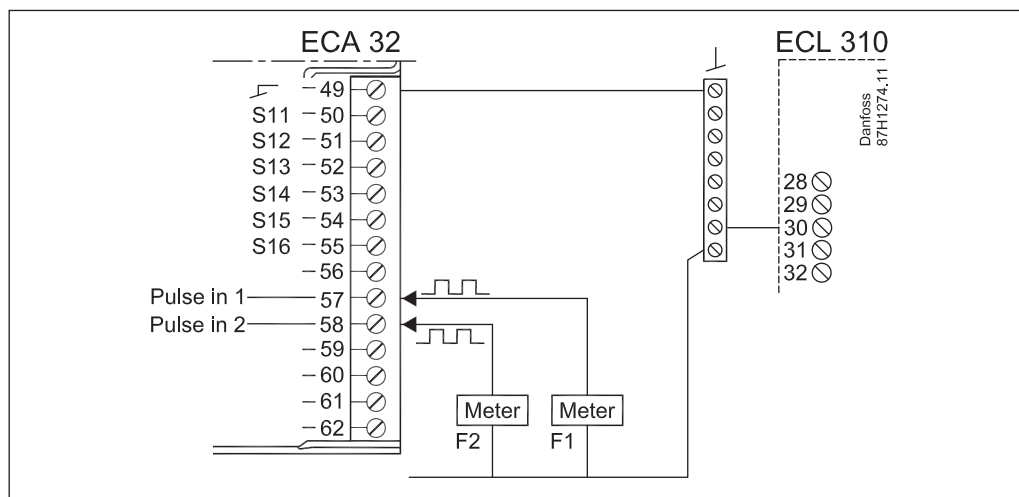 ECA 32
ECL 310
49
S11 50
S12 51
S13 52
S14 53
S15 54
S16 55
56
Pulse in 1 57
Pulse in 2 58
59
60
61
62
Meter
F2
Meter
F1
Danfoss
87H1274.11
28
29
30
31
32